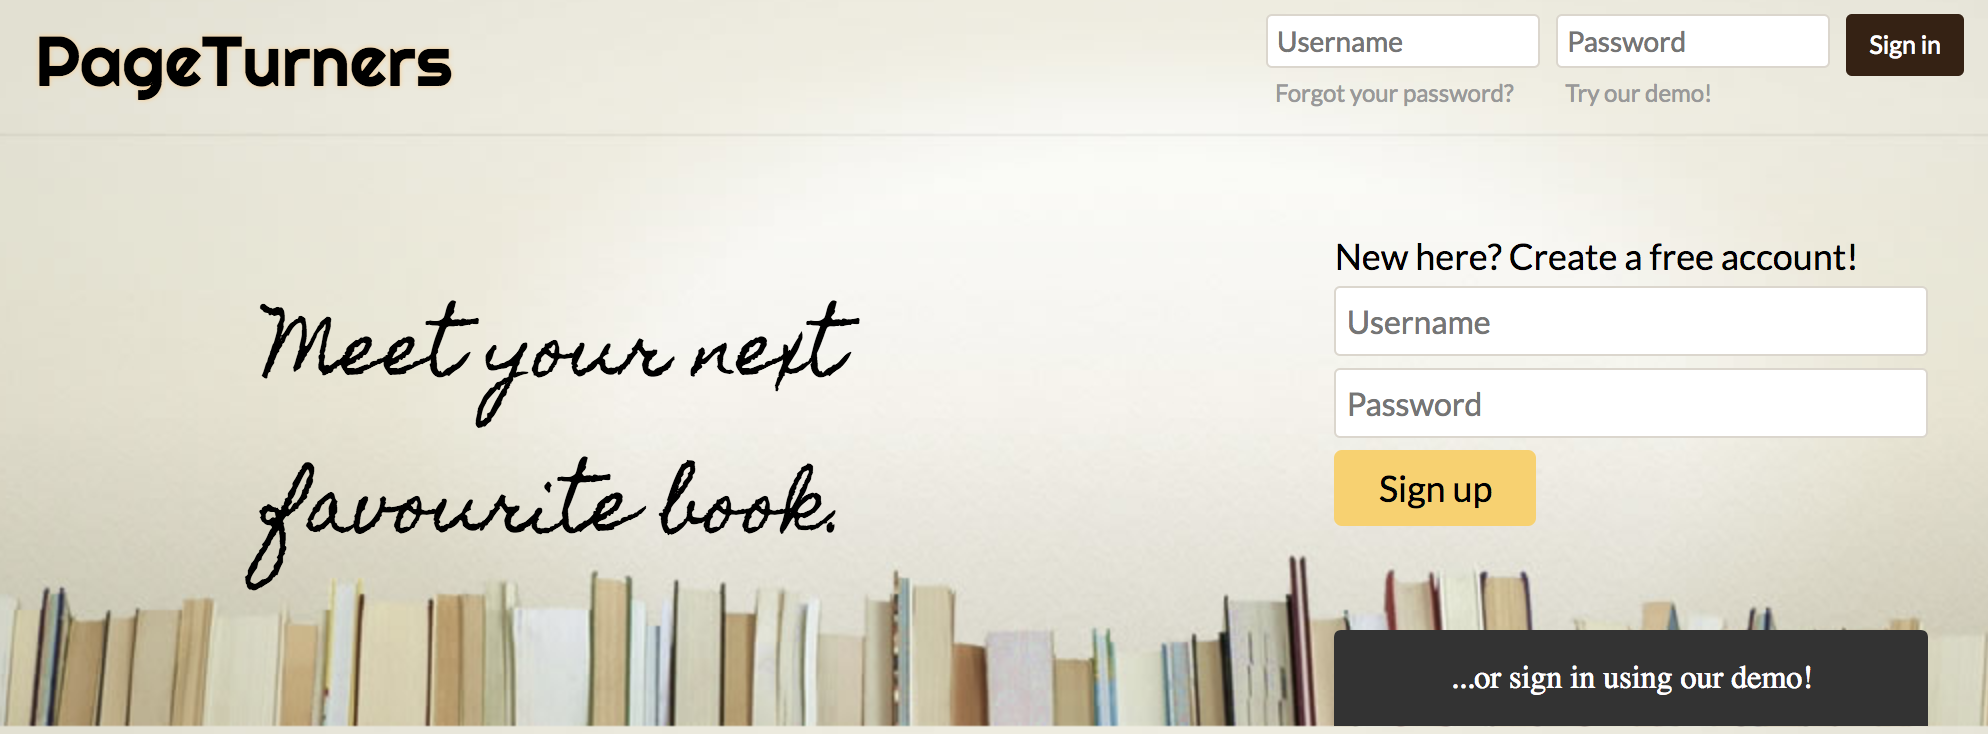 PageTurners
Username
Password
Sign in
Forgot your password?
Try our demo!
Meet your next
favourite book.
New here? Create a free account!
Username
Password
Sign up
...or sign in using our demo!